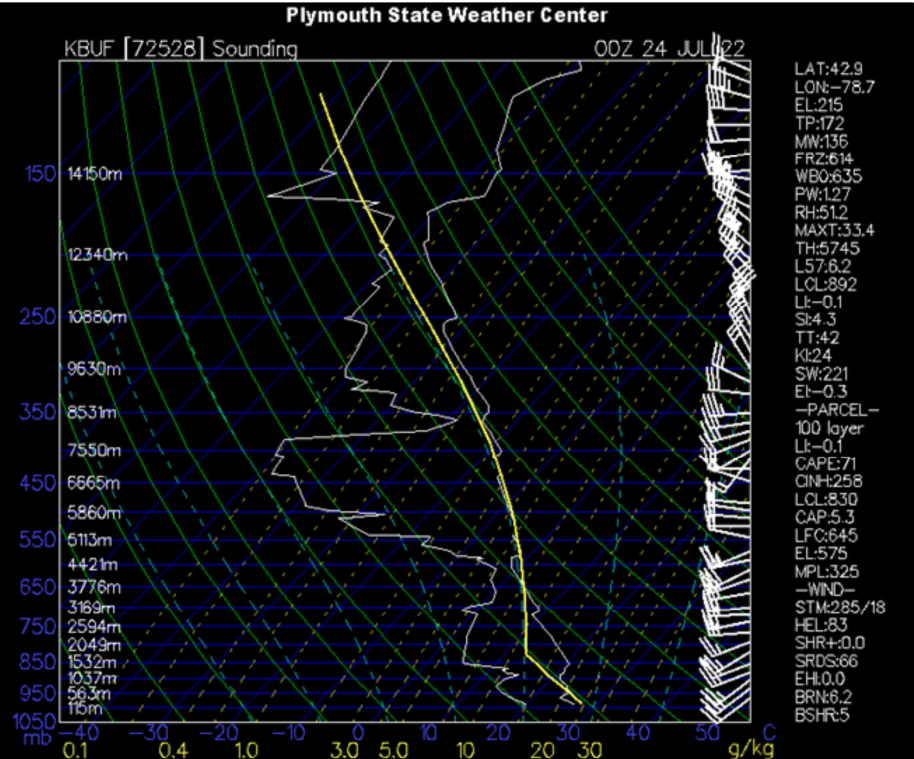 Plymouth State Weather Center
KBUF [72528] Sounding
00Z 24 JUL 22
150 14150m
12340m
250 10880m
9630m
350 8531m
7550m
450 6665m
5860m
550 5113m
4421m
650 3776m
3169m
750 2594m
2049m
850 1532m
1037m
950 563m
1050 115m
mb -40 -30 -20 -10 0 10 20 30 40 50 C
0.1 0.4 1.0 3.0 5.0 10 20 30 g/kg
LAT:42.9
LON:-78.7
EL:215
TP:172
MW:136
FRZ:614
WB0:635
PW:1.27
RH:51.2
MAXT:33.4
TH:5745
L57:6.2
LCL:892
LI:-0.1
SI:4.3
TT:42
KI:24
SW:221
EI:-0.3
-PARCEL-
100 layer
LI:-0.1
CAPE:71
CINH:258
LCL:830
CAP:5.3
LFC:645
EL:575
MPL:325
-WIND-
STM:285/18
HEL:83
SHR+:0.0
SRDS:66
EHI:0.0
BRN:6.2
BSHR:5